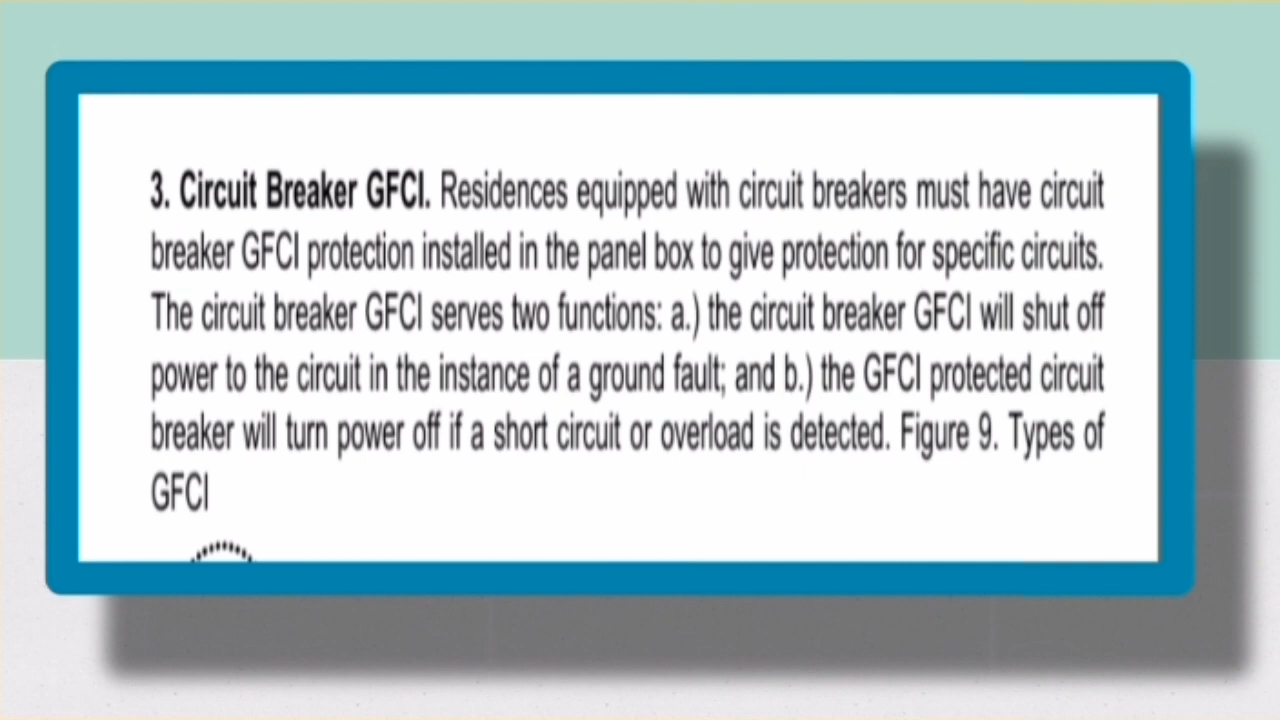 3. Circuit Breaker GFCI. Residences equipped with circuit breakers must have circuit
breaker GFCI protection installed in the panel box to give protection for specific circuits.
The circuit breaker GFCI serves two functions: a.) the circuit breaker GFCI will shut off
power to the circuit in the instance of a ground fault; and b.) the GFCI protected circuit
breaker will turn power off if a short circuit or overload is detected. Figure 9. Types of
GFCI